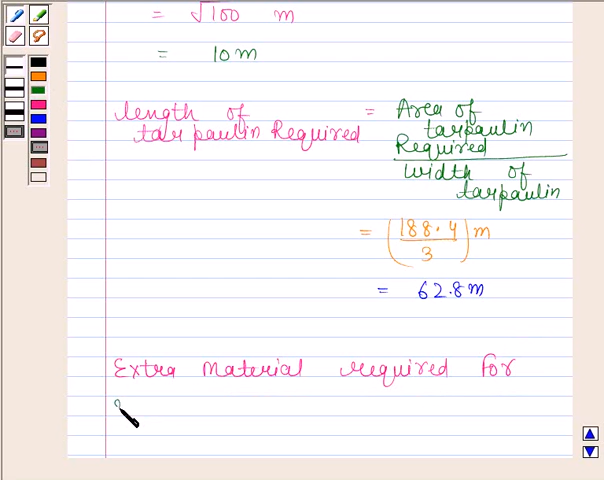 = √100 m
= 10 m
length of = Area of
tarpaulin Required tarpaulin
Required
width of
tarpaulin
= (188.4/3) m
= 62.8 m
Extra Material required for